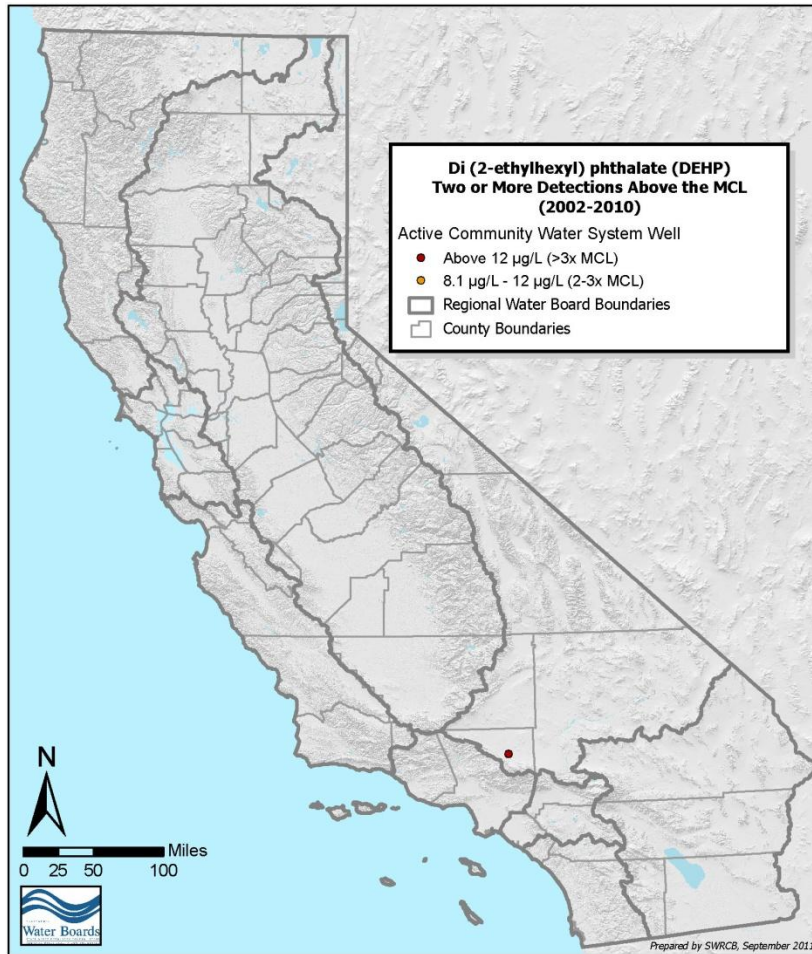 Di (2-ethylhexyl) phthalate (DEHP)
Two or More Detections Above the MCL
(2002-2010)
Active Community Water System Well
Above 12 µg/L (>3x MCL)
8.1 µg/L - 12 µg/L (2-3x MCL)
Regional Water Board Boundaries
County Boundaries
N
Miles
0 25 50 100
Water Boards
Prepared by SWRCB, September 2011